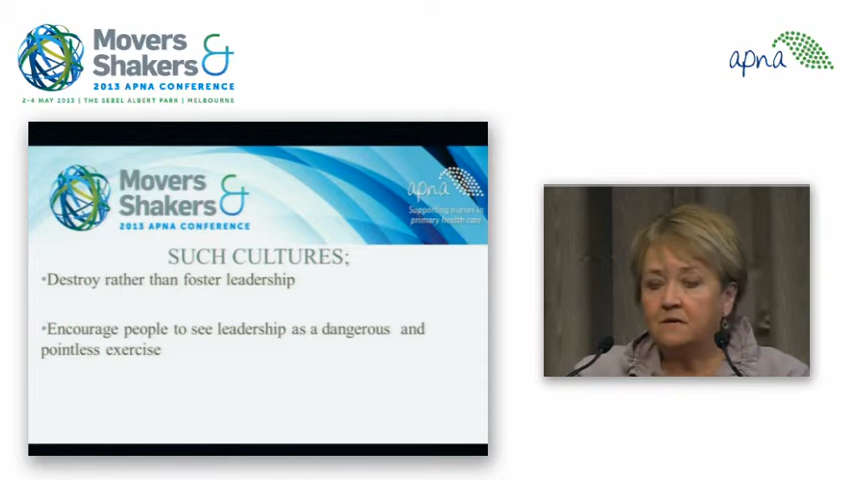 Movers &
Shakers
2013 APNA CONFERENCE
2-4 MAY 2013 | THE SEBEL ALBERT PARK | MELBOURNE
apna
Movers &
Shakers
2013 APNA CONFERENCE
apna
Supporting nurses in
primary health care
SUCH CULTURES;
•Destroy rather than foster leadership
•Encourage people to see leadership as a dangerous and
pointless exercise